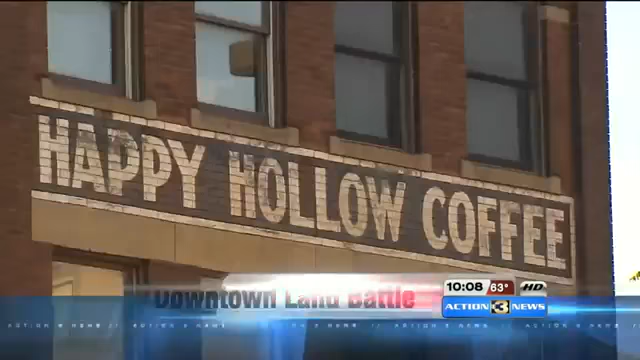 HAPPY HOLLOW COFFEE
Downtown Land Battle
10:08 63° HD
ACTION 3 NEWS